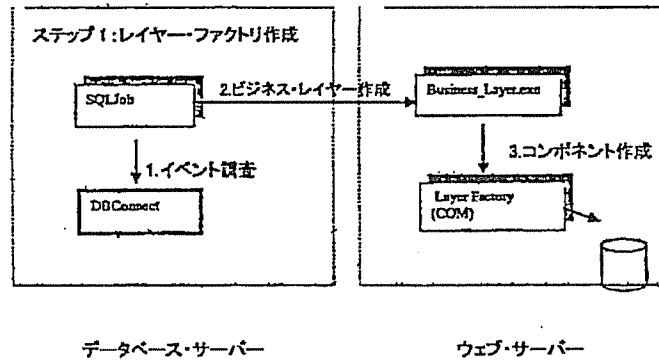 ステップ1:レイヤー・ファクトリ作成
SQLJob
2.ビジネス・レイヤー作成
Business_Layer.exe
1.イベント調査
3.コンポネント作成
DBConnect
Layer Factory
(COM)
データベース・サーバー
ウェブ・サーバー